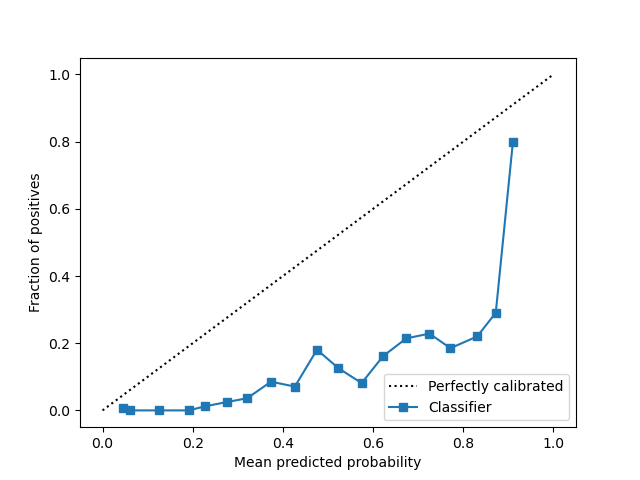 1.0
0.8
0.6
0.4
0.2
0.0
Fraction of positives
0.0 0.2 0.4 0.6 0.8 1.0
Mean predicted probability
Perfectly calibrated
Classifier